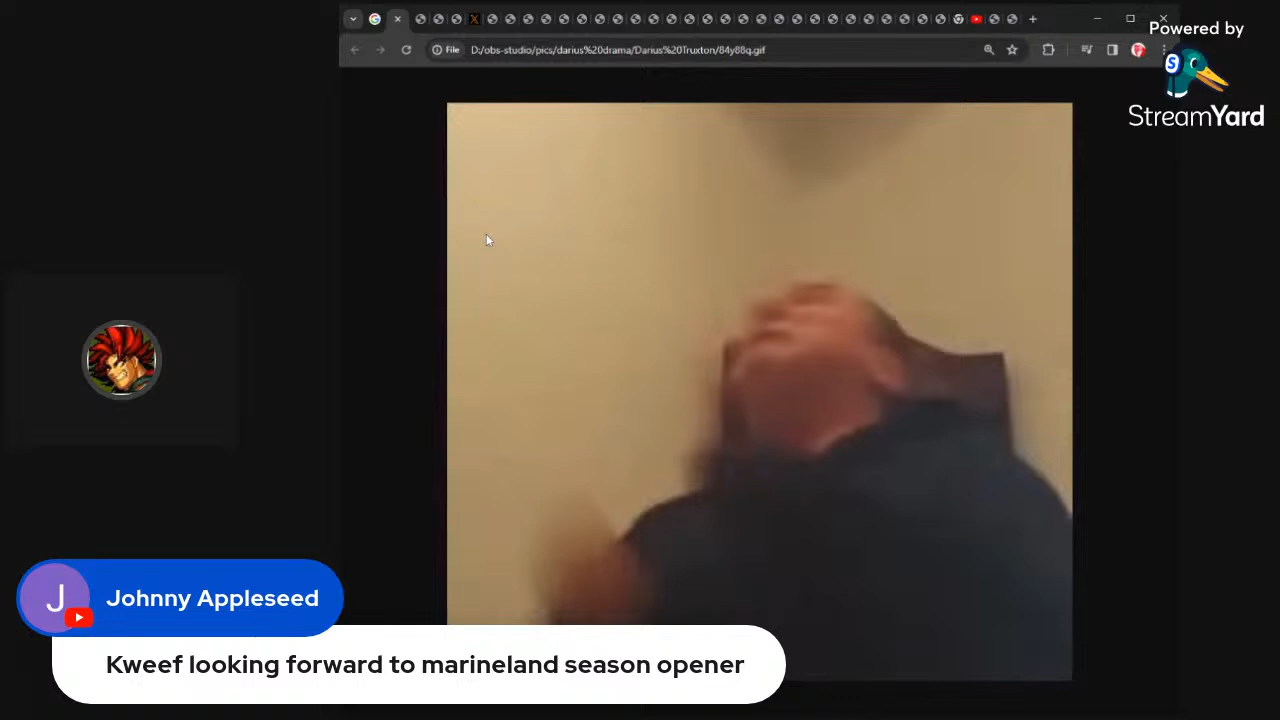 File
D:/obs-studio/pics/darius%20drama/Darius%20Truxton/84y88q.gif
Powered by
S
StreamYard
J
Johnny Appleseed
Kweef looking forward to marineland season opener